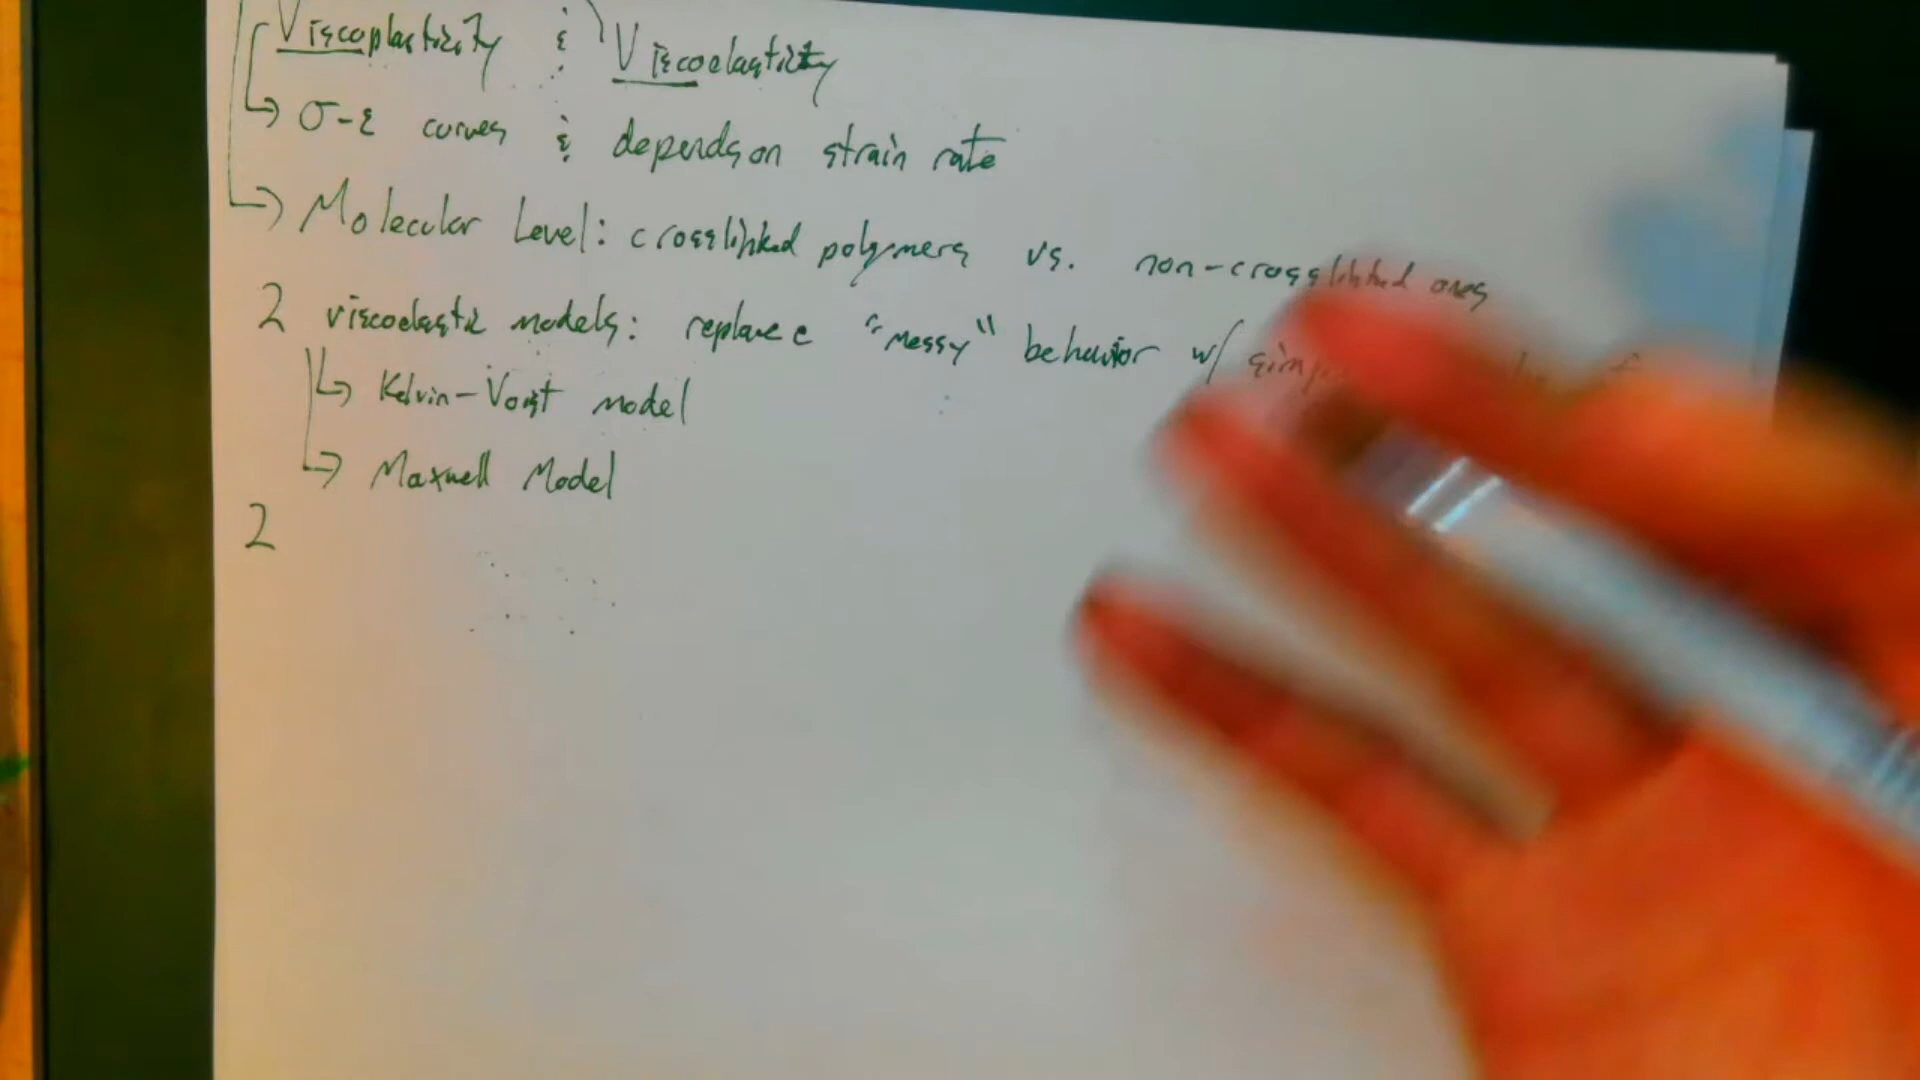 Viscoplasticity & Viscoelasticity
↳ σ-ε curves & depends on strain rate
↳ Molecular Level: crosslinked polymers vs. non-crosslinked ones
2 viscoelastic models: replace "messy" behavior w/
↳ Kelvin-Voigt model
↳ Maxwell Model
2